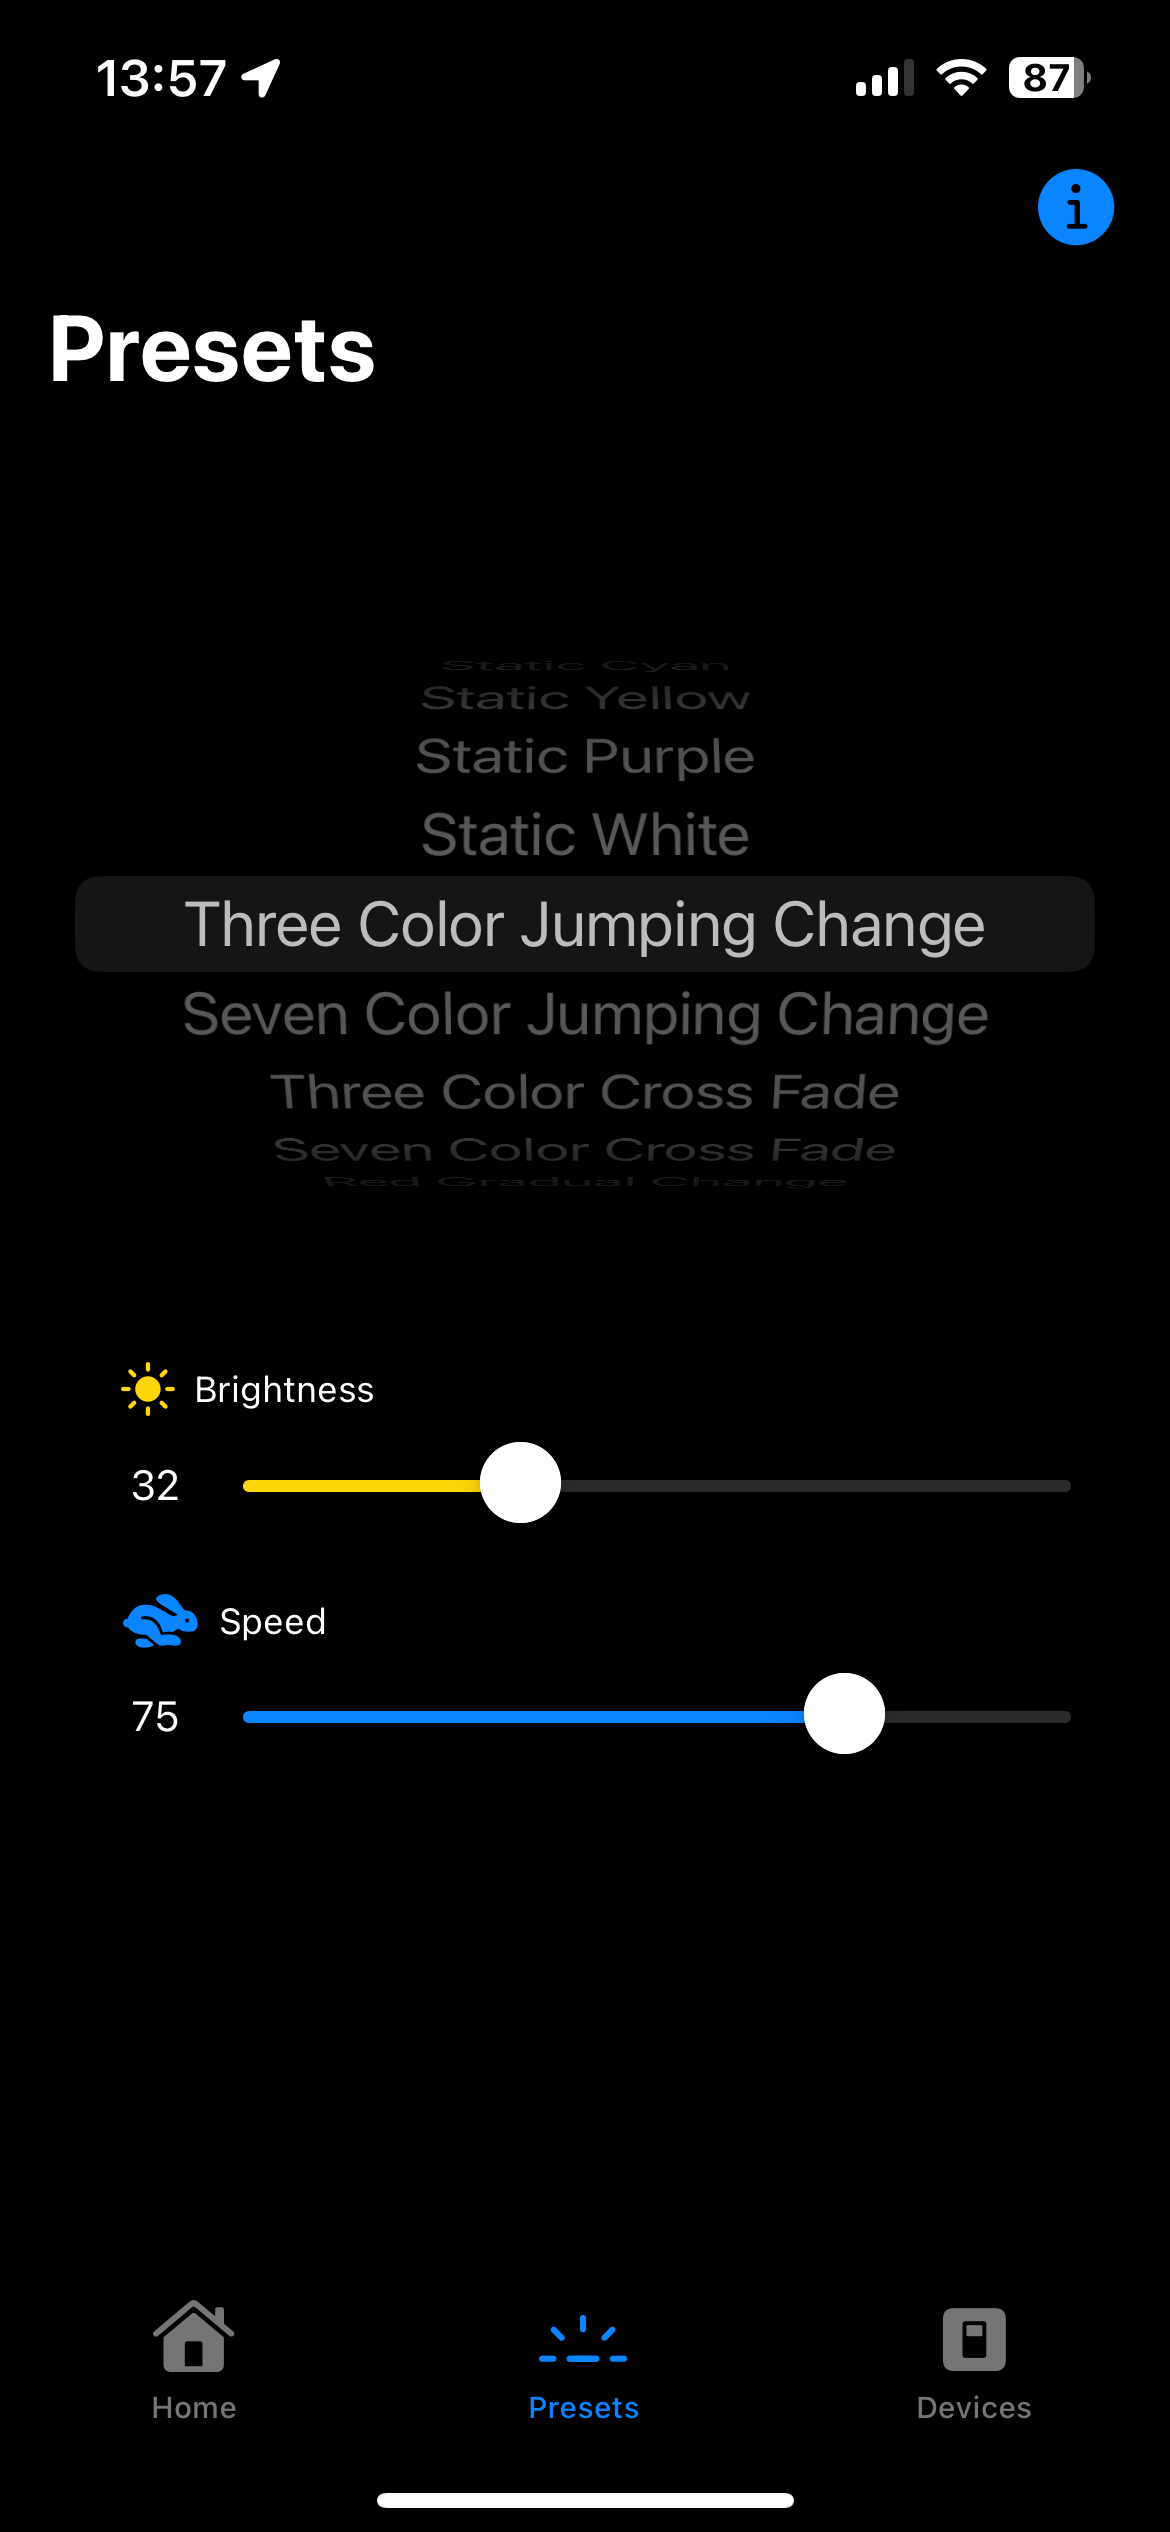 13:57
87
Presets
Static Cyan
Static Yellow
Static Purple
Static White
Three Color Jumping Change
Seven Color Jumping Change
Three Color Cross Fade
Seven Color Cross Fade
Red Gradual Change
Brightness
32
Speed
75
Home
Presets
Devices